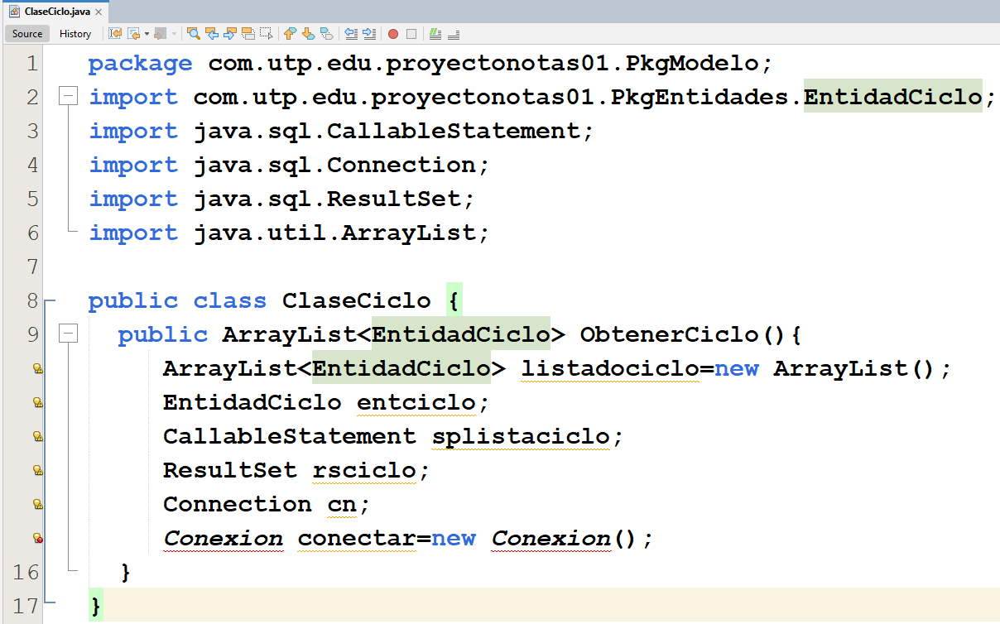 ClaseCiclo.java
Source History
1 package com.utp.edu.proyectonotas01.PkgModelo;
2 import com.utp.edu.proyectonotas01.PkgEntidades.EntidadCiclo;
3 import java.sql.CallableStatement;
4 import java.sql.Connection;
5 import java.sql.ResultSet;
6 import java.util.ArrayList;
7
8 public class ClaseCiclo {
9 public ArrayList<EntidadCiclo> ObtenerCiclo(){
ArrayList<EntidadCiclo> listadociclo=new ArrayList();
EntidadCiclo entciclo;
CallableStatement splistaciclo;
ResultSet rsciclo;
Connection cn;
Conexion conectar=new Conexion();
16 }
17 }